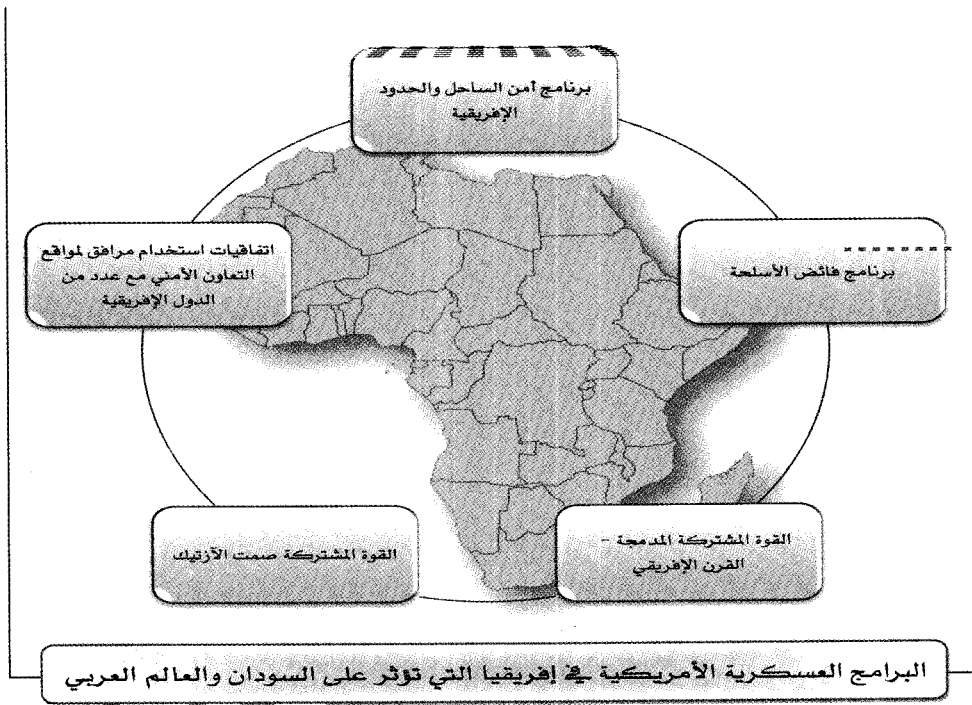 برنامج أمن الساحل والحدود
الإفريقية
اتفاقيات استخدام مرافق لمواقع
التعاون الأمني مع عدد من
الدول الإفريقية
برنامج فائض الأسلحة
القوة المشتركة صمت الآزتيك
القوة المشتركة المدمجة –
القرن الإفريقي
البرامج العسكرية الأمريكية في إفريقيا التي تؤثر على السودان والعالم العربي